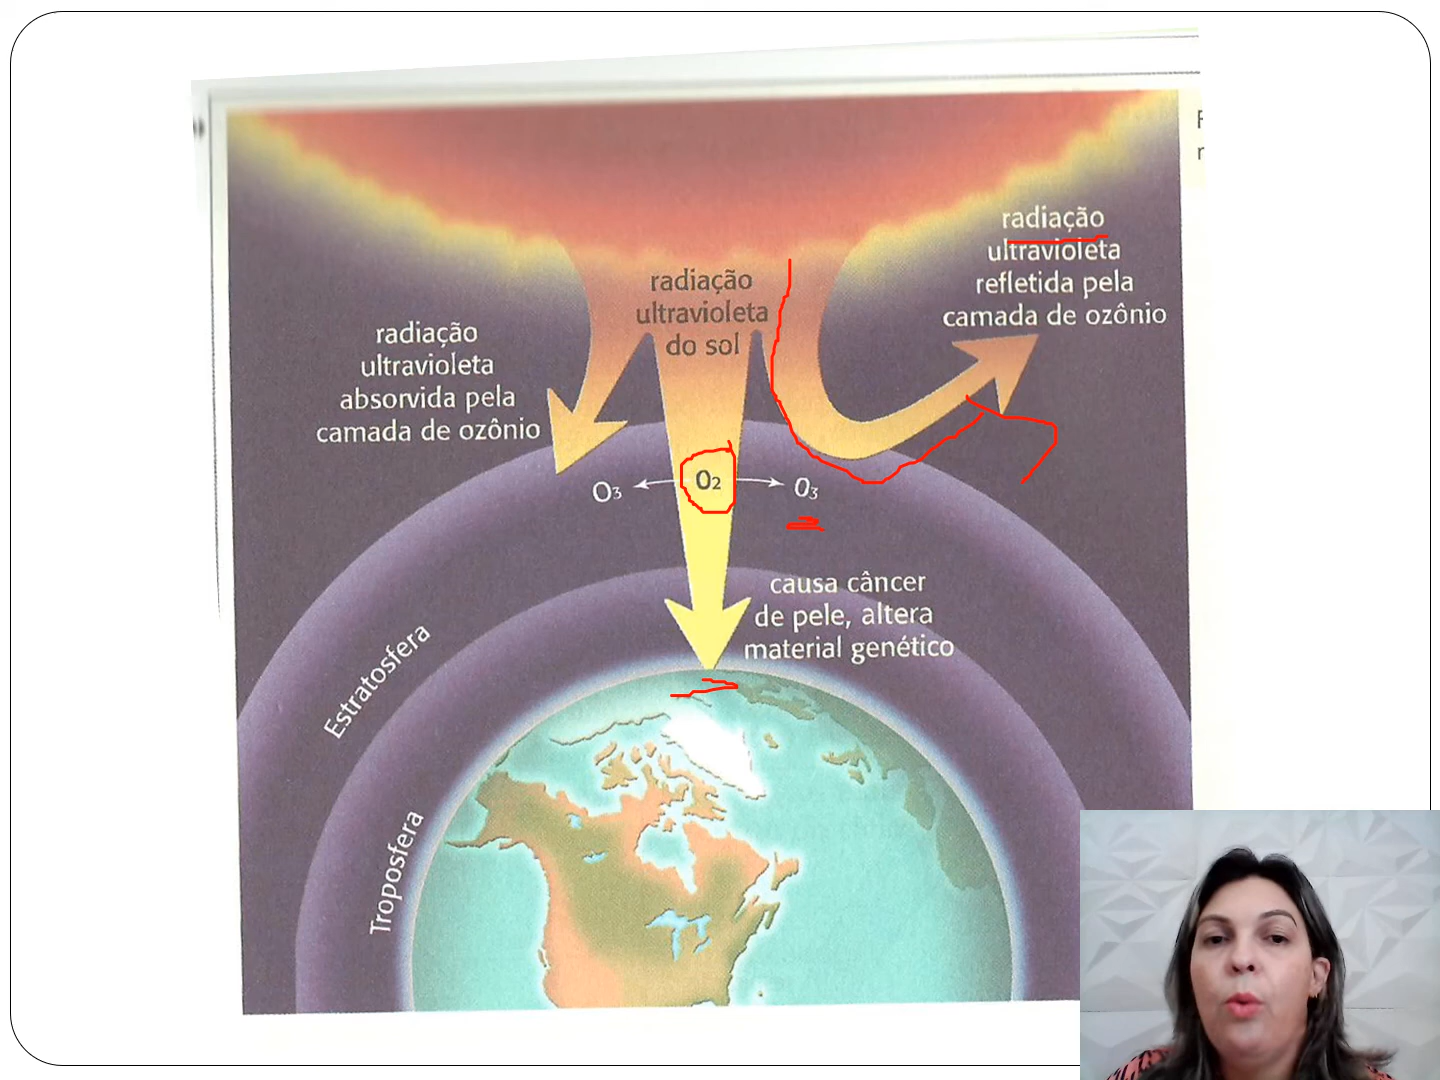 radiação
ultravioleta
do sol
radiação
ultravioleta
refletida pela
camada de ozônio
radiação
ultravioleta
absorvida pela
camada de ozônio
O₃
O₂
O₃
causa câncer
de pele, altera
material genético
Estratosfera
Troposfera